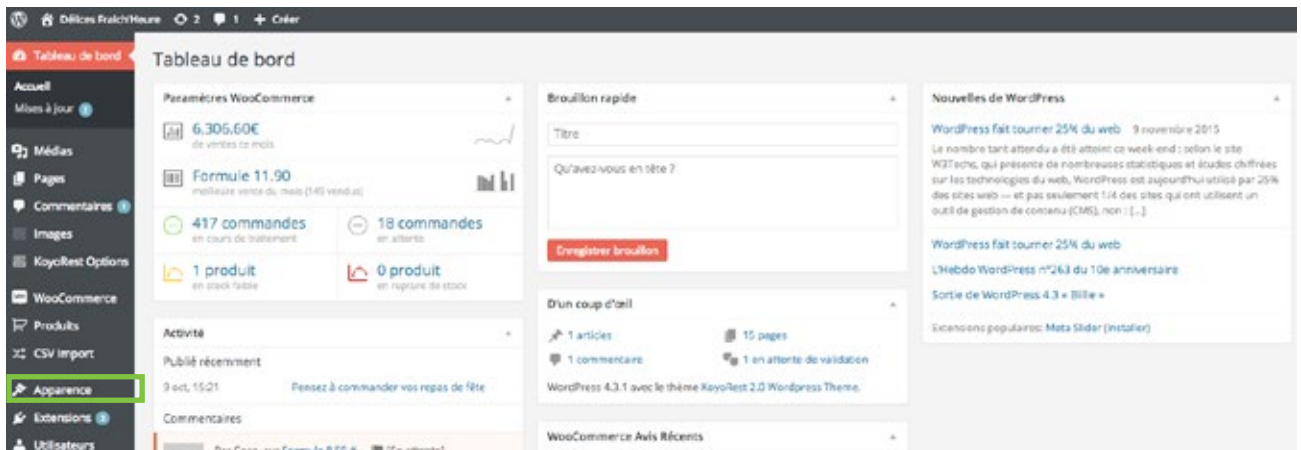 Délices Fraîch'Heure 2 1 + Créer
Tableau de bord
Accueil
Mises à jour
Médias
Pages
Commentaires
Images
KoyoRest Options
WooCommerce
Produits
CSV Import
Apparence
Extensions
Utilisateurs
Tableau de bord
Paramètres WooCommerce
6.306.60€
de ventes ce mois
Formule 11.90
meilleure vente du mois (149 vendus)
417 commandes
en cours de traitement
18 commandes
en attente
1 produit
en stock faible
0 produit
en rupture de stock
Activité
Publié récemment
9 oct, 15:21 Pensez à commander vos repas de fête
Commentaires
Brouillon rapide
Titre
Qu'avez-vous en tête ?
Enregistrer brouillon
D'un coup d'œil
1 articles
15 pages
1 commentaire
1 en attente de validation
WordPress 4.3.1 avec le thème KoyoRest 2.0 Wordpress Theme.
WooCommerce Avis Récents
Nouvelles de WordPress
WordPress fait tourner 25% du web 9 novembre 2015
Le nombre tant attendu a été atteint ce week-end : selon le site
W3Techs, qui présente de nombreuses statistiques et études chiffrées
sur les technologies du web, WordPress est aujourd'hui utilisé par 25%
des sites web — et pas seulement 1/4 des sites qui ont utilisent un
outil de gestion de contenu (CMS), non : [...]
WordPress fait tourner 25% du web
L'Hebdo WordPress n°263 du 10e anniversaire
Sortie de WordPress 4.3 « Billie »
Extensions populaires: Meta Slider (Installer)